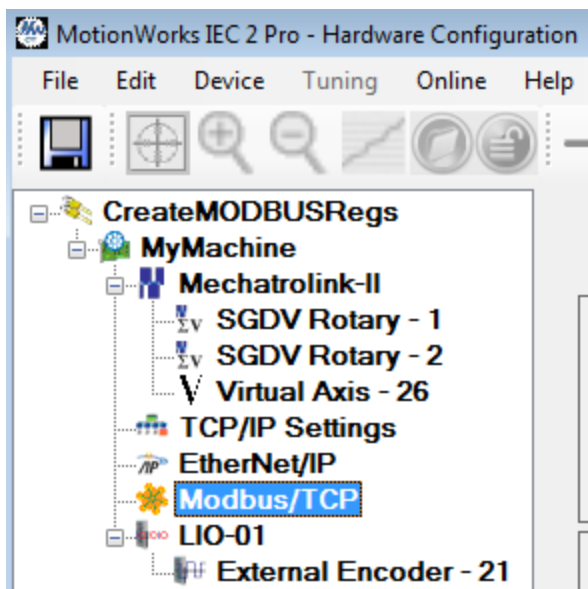 MotionWorks IEC 2 Pro - Hardware Configuration
File Edit Device Tuning Online Help
CreateMODBUSRegs
MyMachine
Mechatrolink-II
SGDV Rotary - 1
SGDV Rotary - 2
Virtual Axis - 26
TCP/IP Settings
EtherNet/IP
Modbus/TCP
LIO-01
External Encoder - 21